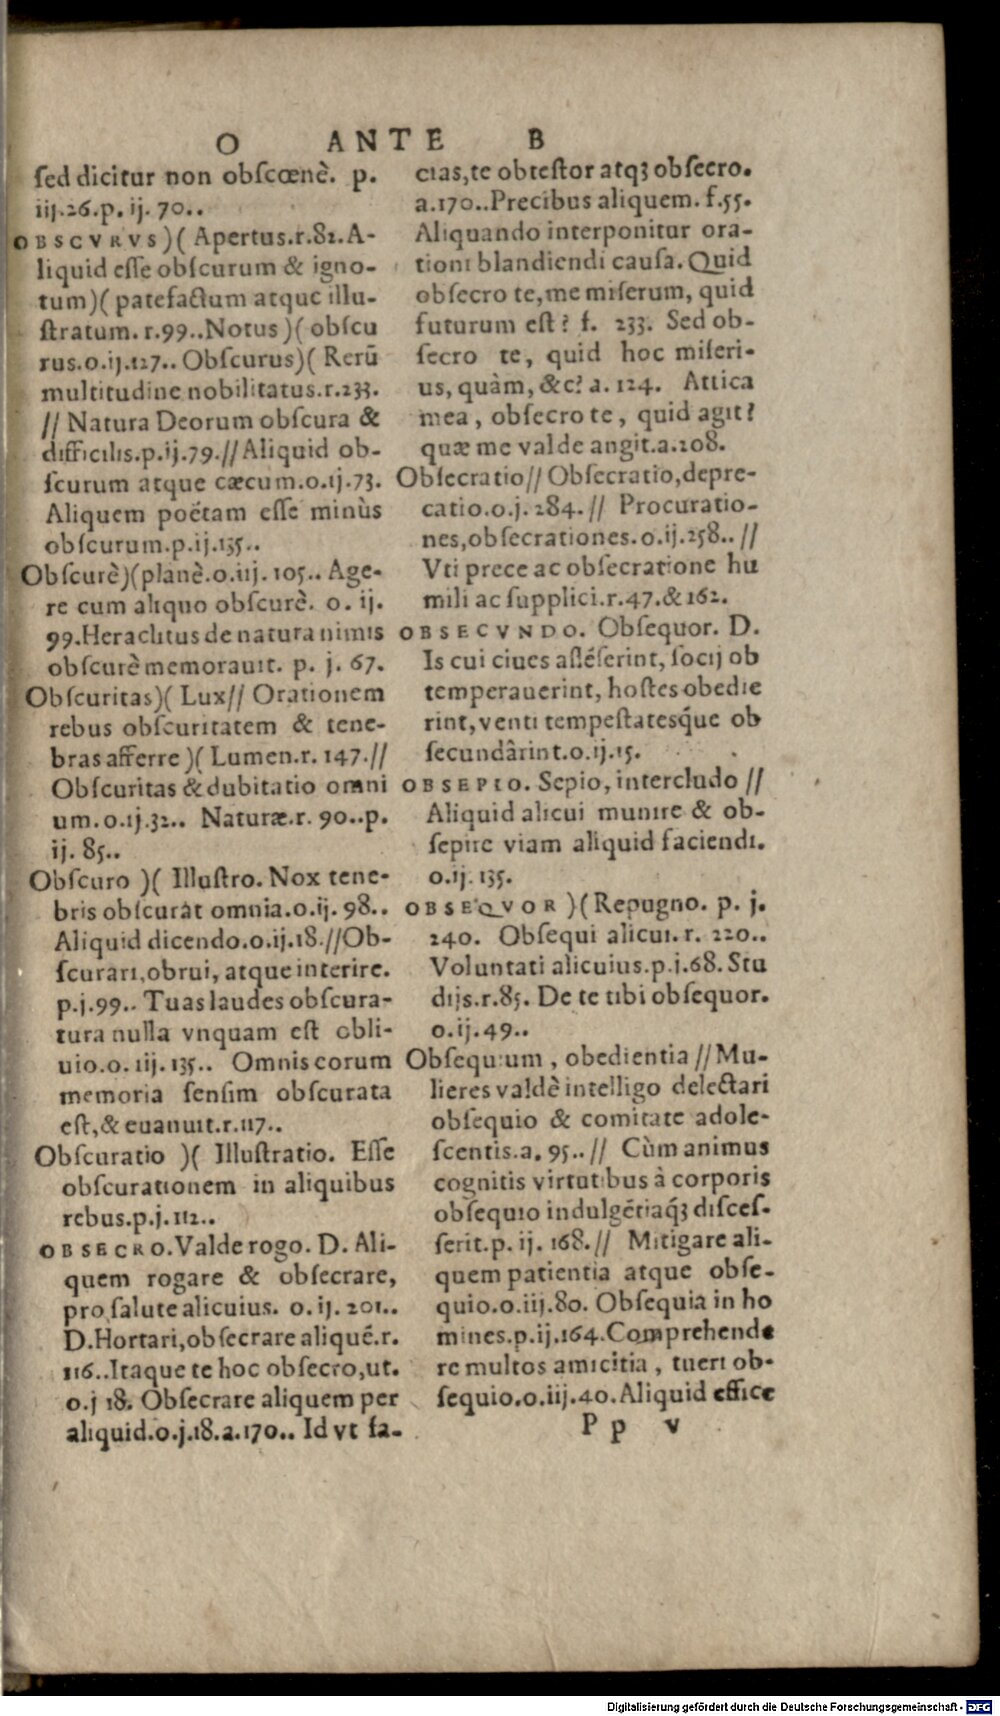 O ANTE B
ſed dicitur non obſcœnè. p.
iij.26.p. ij. 70..
OBSCVRVS )( Apertus.r.82.A-
liquid eſſe obſcurum & igno-
tum )( patefactum atque illu-
ſtratum. r.99..Notus )( obſcu
rus.o.ij.127.. Obſcurus)( Rerū
multitudine nobilitatus.r.233.
// Natura Deorum obſcura &
difficilis.p.ij.79.//Aliquid ob-
ſcurum atque cæcum.o.ij.73.
Aliquem poëtam eſſe minùs
obſcurum.p.ij.135..
Obſcurè)(planè.o.iij. 105.. Age-
re cum aliquo obſcurè. o. ij.
99.Heraclitus de natura nimis
obſcurè memorauit. p. j. 67.
Obſcuritas)( Lux// Orationem
rebus obſcuritatem & tene-
bras afferre )( Lumen.r. 147.//
Obſcuritas & dubitatio omni
um.o.ij.32.. Naturæ.r. 90..p.
ij. 85..
Obſcuro )( Illuſtro. Nox tene-
bris obſcurat omnia.o.ij. 98..
Aliquid dicendo.o.ij.18.//Ob-
ſcurari,obrui, atque interire.
p.j.99.. Tuas laudes obſcura-
tura nulla vnquam eſt obli-
uio.o. iij. 135.. Omnis eorum
memoria ſenſim obſcurata
eſt,& euanuit.r.117..
Obſcuratio )( Illuſtratio. Eſſe
obſcurationem in aliquibus
rebus.p.j.112..
OBSECRO.Valde rogo. D. Ali-
quem rogare & obſecrare,
pro ſalute alicuius. o. ij. 201..
D.Hortari,obſecrare aliquē.r.
116..Itaque te hoc obſecro,ut.
o.j 18. Obſecrare aliquem per
aliquid.o.j.18.a.170.. Id vt fa-
cias,te obteſtor atqꝫ obſecro.
a.170..Precibus aliquem. f.55.
Aliquando interponitur ora-
tioni blandiendi cauſa. Quid
obſecro te,me miſerum, quid
futurum eſt? f. 233. Sed ob-
ſecro te, quid hoc miſeri-
us, quàm, &c? a. 124. Attica
mea, obſecro te, quid agit?
quæ me valde angit.a.208.
Obſecratio// Obſecratio,depre-
catio.o.j. 284. // Procuratio-
nes,obſecrationes.o.ij.258.. //
Vti prece ac obſecratione hu
mili ac ſupplici.r.47.&162.
OBSECVNDO. Obſequor. D.
Is cui ciues aſſéſerint, ſocij ob
temperauerint, hoſtes obedie
rint,venti tempeſtatesq́ue ob
ſecundârint.o.ij.15.
OBSEPIO. Sepio, intercludo //
Aliquid alicui munire & ob-
ſepire viam aliquid faciendi.
o.ij. 135.
OBSEQVOR )( Repugno. p. j.
240. Obſequi alicui. r. 220..
Voluntati alicuius.p.j.68. Stu
dijs.r.85. De te tibi obſequor.
o.ij.49..
Obſequium, obedientia // Mu-
lieres valdè intelligo delectari
obſequio & comitate adole-
ſcentis.a. 95..// Cùm animus
cognitis virtutibus à corporis
obſequio indulgētiaq́ꝫ diſceſ-
ſerit.p. ij. 168.// Mitigare ali-
quem patientia atque obſe-
quio.o.iij.80. Obſequia in ho
mines.p.ij.164.Comprehende
re multos amicitia, tueri ob-
ſequio.o.iij.40.Aliquid effice
Pp v
Digitalisierung gefördert durch die Deutsche Forschungsgemeinschaft - DFG